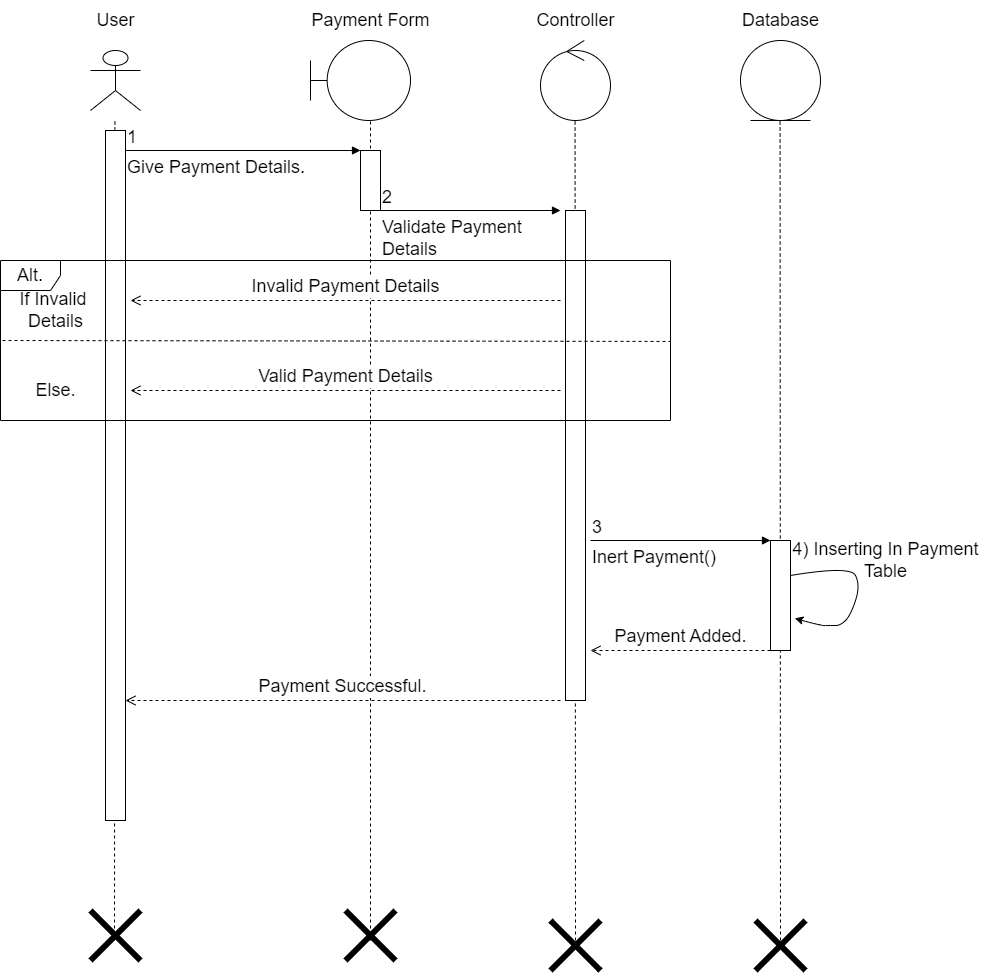 User
Payment Form
Controller
Database
1
Give Payment Details.
2
Validate Payment
Details
Alt.
If Invalid
Details
Invalid Payment Details
Else.
Valid Payment Details
3
Inert Payment()
4) Inserting In Payment
Table
Payment Added.
Payment Successful.